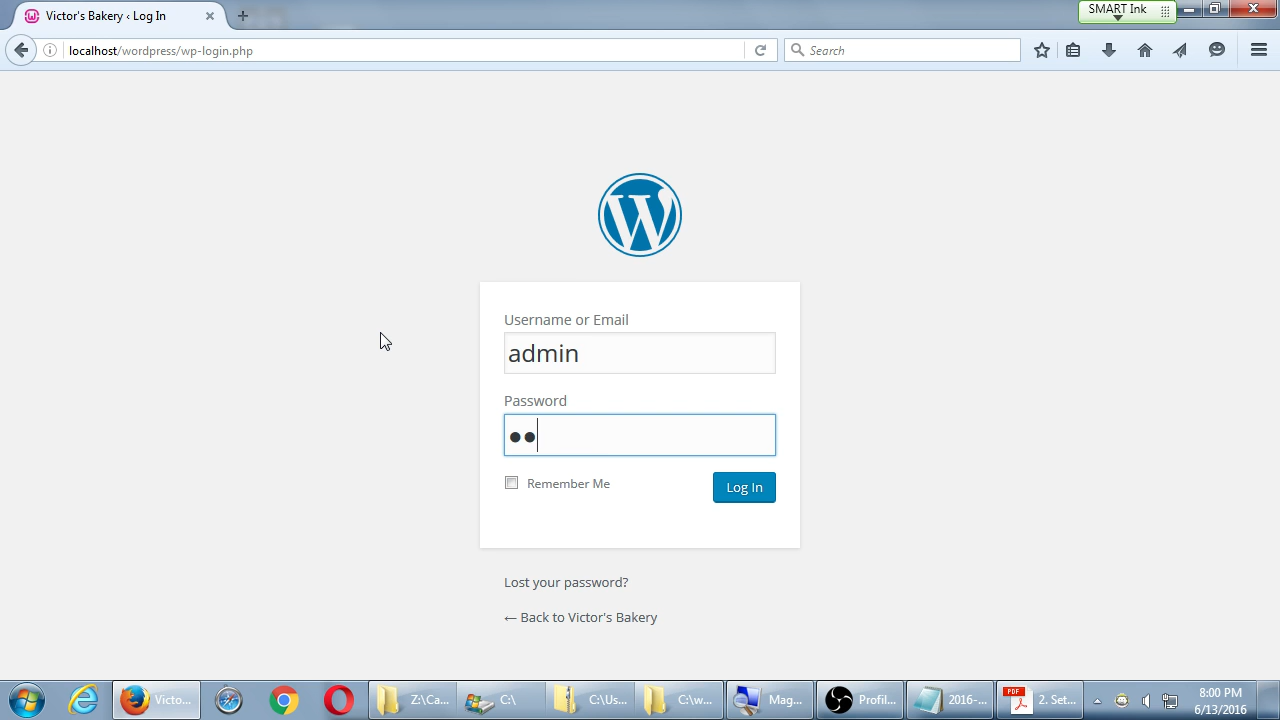 Victor's Bakery ‹ Log In
SMART Ink
localhost/wordpress/wp-login.php
Search
Username or Email
admin
Password
Remember Me
Log In
Lost your password?
← Back to Victor's Bakery
Victo...
Z:\Ca...
C:\
C:\Us...
C:\w...
Mag...
Profil...
2016-...
PDF
2. Set...
8:00 PM
6/13/2016